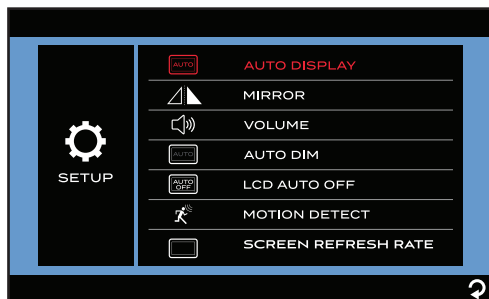 SETUP
AUTO AUTO DISPLAY
MIRROR
VOLUME
AUTO AUTO DIM
AUTO OFF LCD AUTO OFF
MOTION DETECT
SCREEN REFRESH RATE